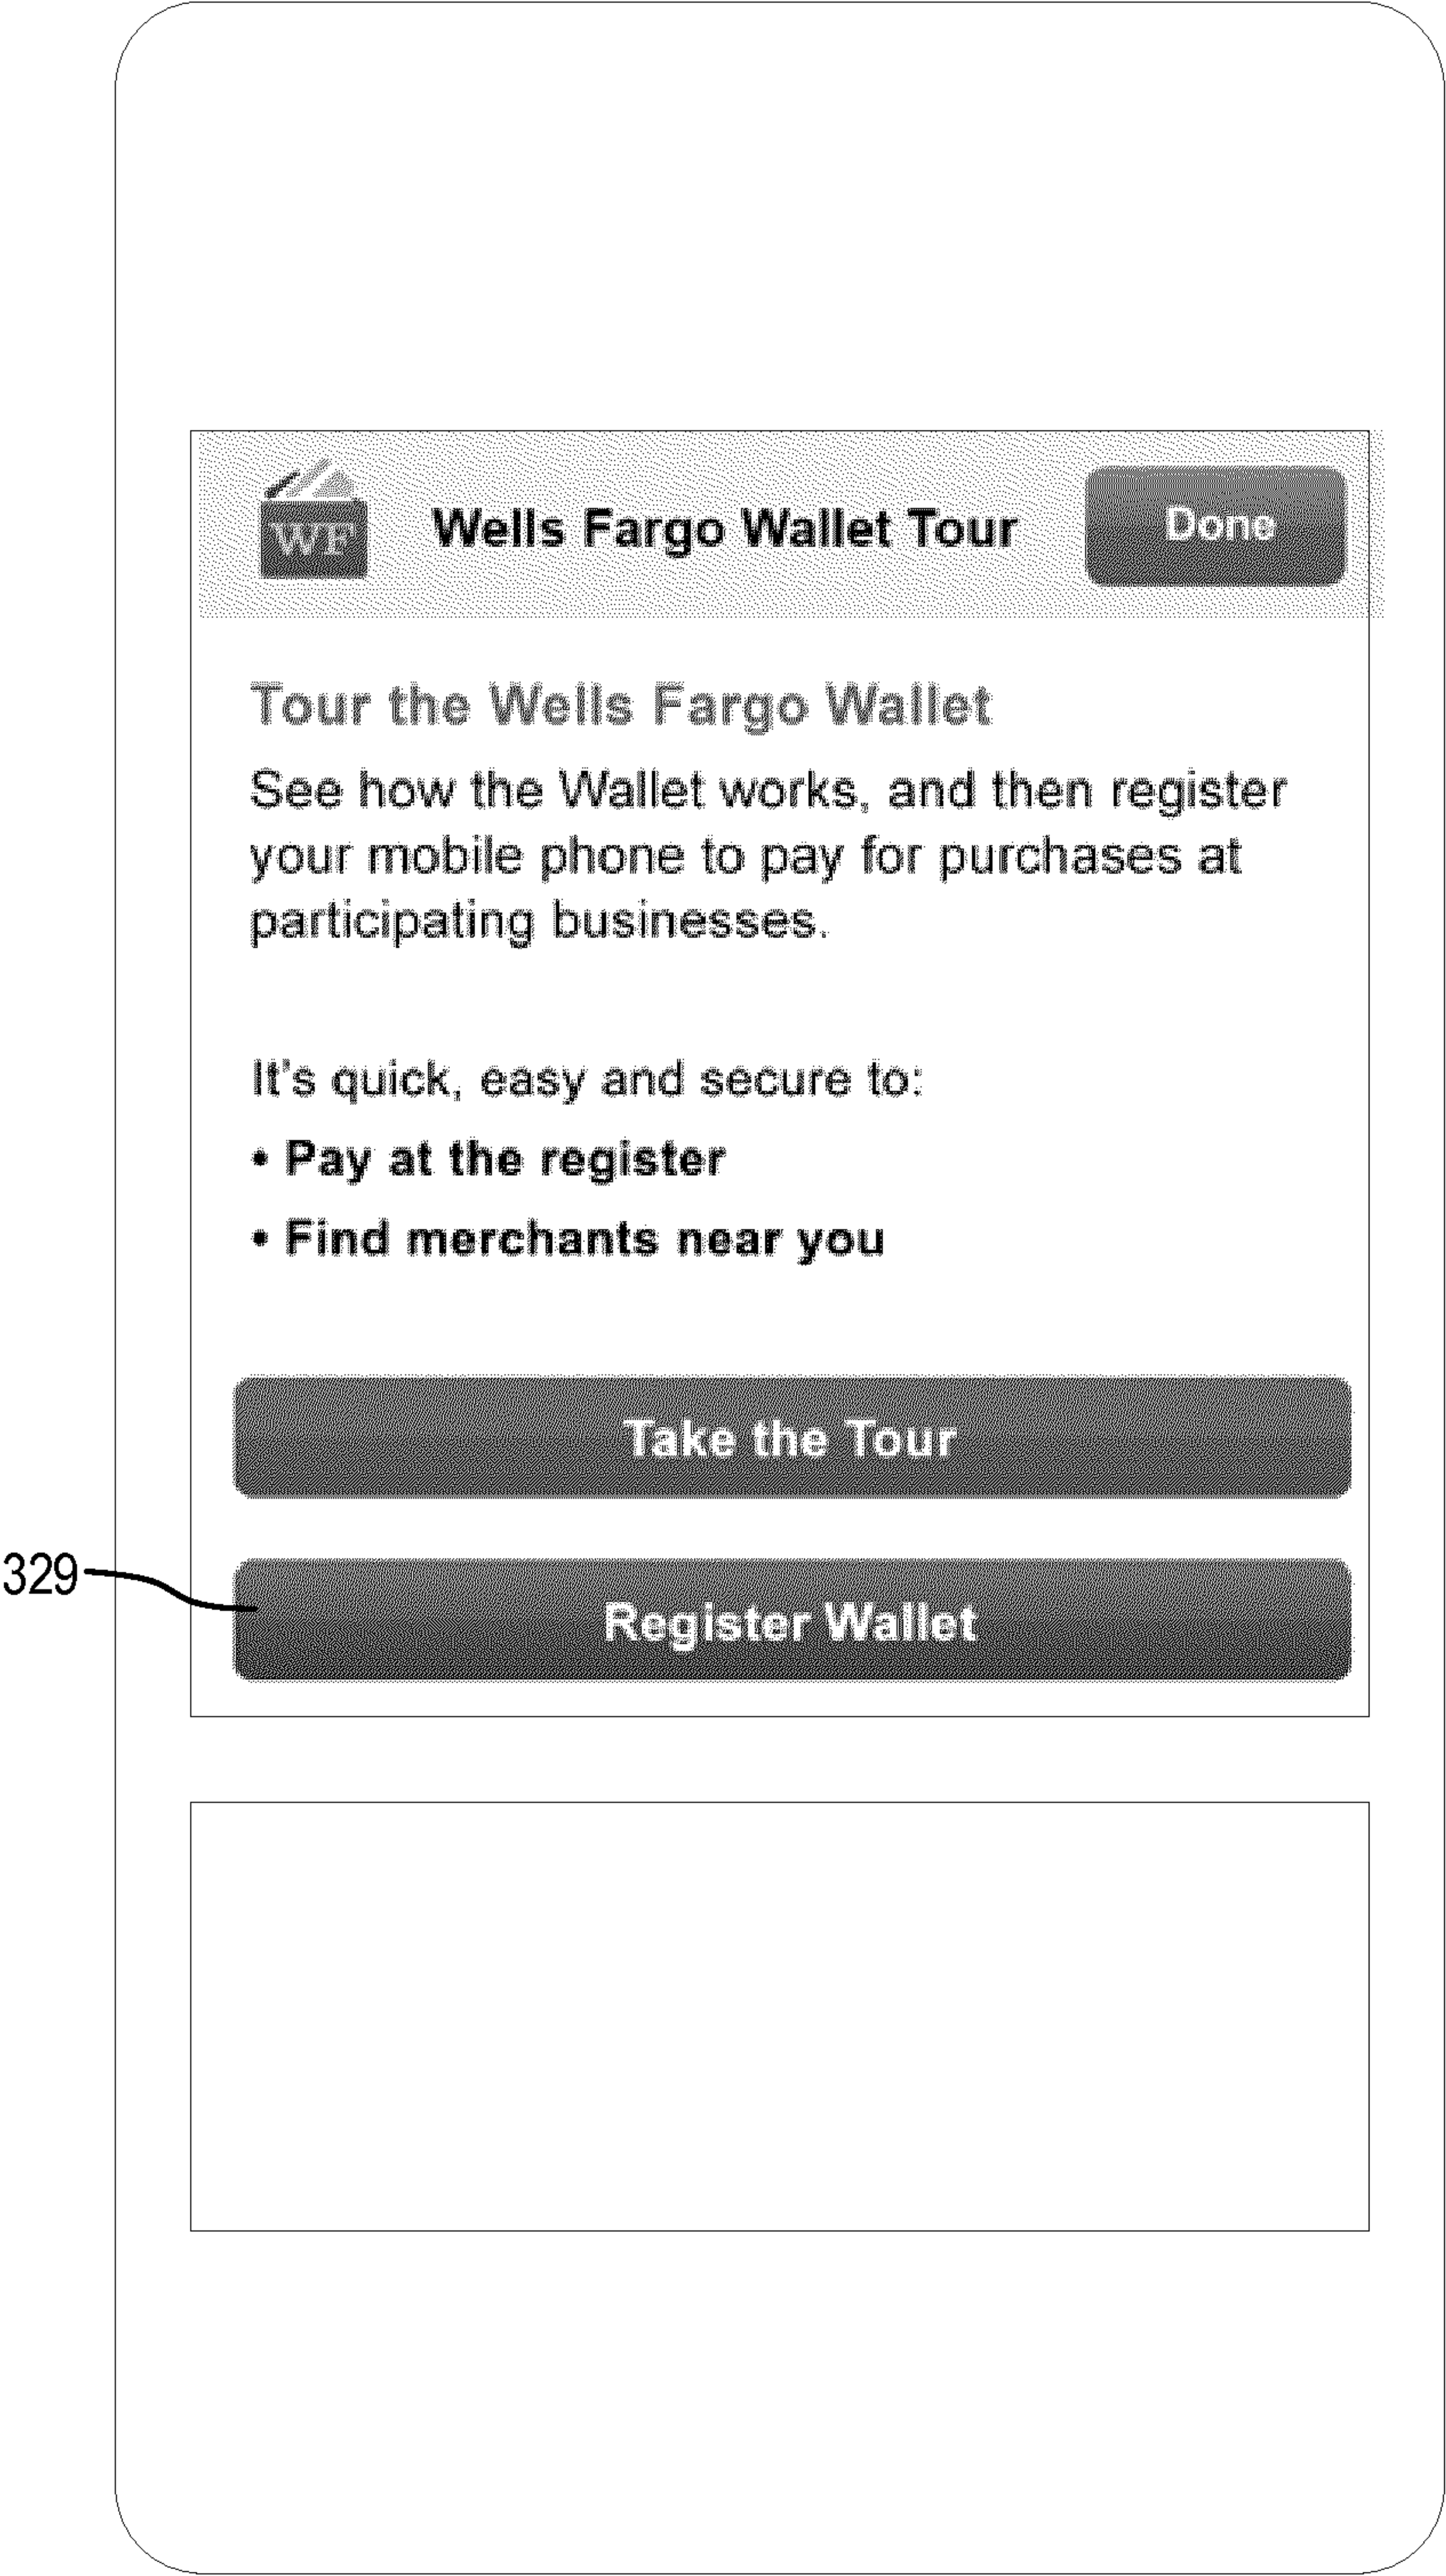 WF
Wells Fargo Wallet Tour
Done
Tour the Wells Fargo Wallet
See how the Wallet works, and then register
your mobile phone to pay for purchases at
participating businesses.
It's quick, easy and secure to:
• Pay at the register
• Find merchants near you
Take the Tour
329
Register Wallet